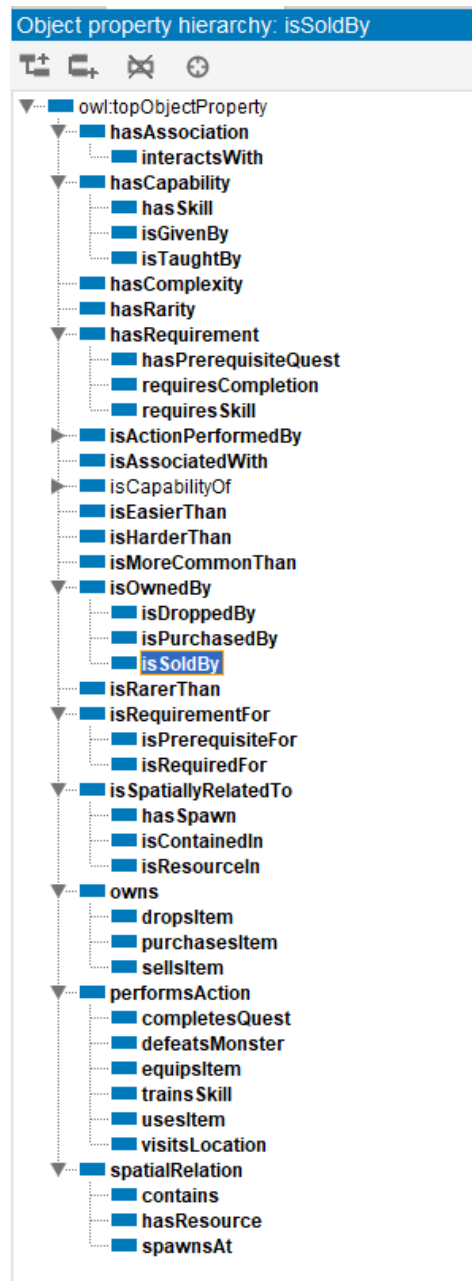 Object property hierarchy: isSoldBy
owl:topObjectProperty
hasAssociation
interactsWith
hasCapability
hasSkill
isGivenBy
isTaughtBy
hasComplexity
hasRarity
hasRequirement
hasPrerequisiteQuest
requiresCompletion
requiresSkill
isActionPerformedBy
isAssociatedWith
isCapabilityOf
isEasierThan
isHarderThan
isMoreCommonThan
isOwnedBy
isDroppedBy
isPurchasedBy
isSoldBy
isRarerThan
isRequirementFor
isPrerequisiteFor
isRequiredFor
isSpatiallyRelatedTo
hasSpawn
isContainedIn
isResourceIn
owns
dropsItem
purchasesItem
sellsItem
performsAction
completesQuest
defeatsMonster
equipsItem
trainsSkill
usesItem
visitsLocation
spatialRelation
contains
hasResource
spawnsAt